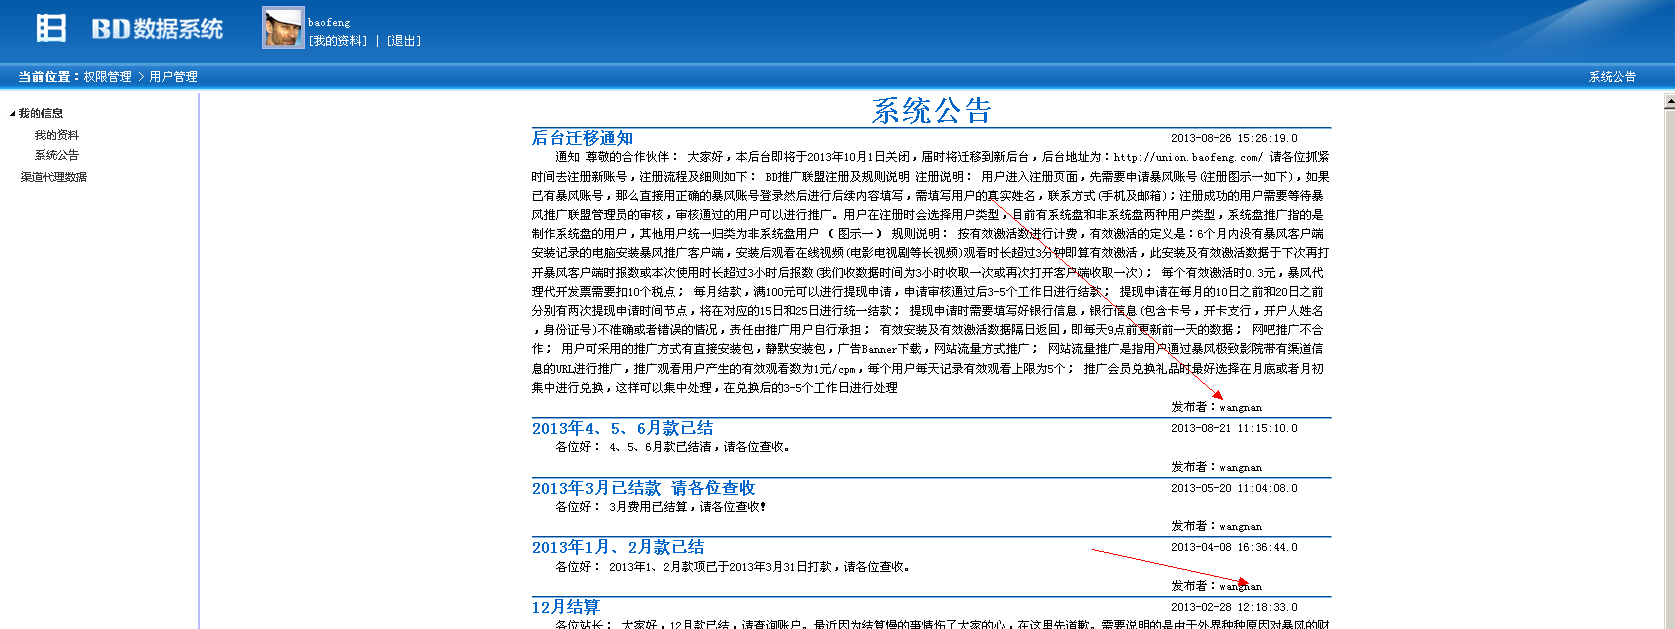 BD数据系统
baofeng
[我的资料] | [退出]
当前位置：权限管理 > 用户管理
系统公告
我的信息
我的资料
系统公告
渠道代理数据
系统公告
后台迁移通知 2013-08-26 15:26:19.0
通知 尊敬的合作伙伴： 大家好，本后台即将于2013年10月1日关闭，届时将迁移到新后台，后台地址为：http://union.baofeng.com/ 请各位抓紧
时间去注册新账号，注册流程及细则如下： BD推广联盟注册及规则说明 注册说明： 用户进入注册页面，先需要申请暴风账号(注册图示一如下)，如果
已有暴风账号，那么直接用正确的暴风账号登录然后进行后续内容填写，需填写用户的真实姓名，联系方式(手机及邮箱)；注册成功的用户需要等待暴
风推广联盟管理员的审核，审核通过的用户可以进行推广。用户在注册时会选择用户类型，目前有系统盘和非系统盘两种用户类型，系统盘推广指的是
制作系统盘的用户，其他用户统一归类为非系统盘用户 （ 图示一 ） 规则说明： 按有效激活数进行计费，有效激活的定义是：6个月内没有暴风客户端
安装记录的电脑安装暴风推广客户端，安装后观看在线视频(电影电视剧等长视频)观看时长超过3分钟即算有效激活，此安装及有效激活数据于下次再打
开暴风客户端时报数或本次使用时长超过3小时后报数(我们收数据时间为3小时收取一次或再次打开客户端收取一次)； 每个有效激活时0.3元，暴风代
理代开发票需要扣10个税点； 每月结款，满100元可以进行提现申请，申请审核通过后3-5个工作日进行结款； 提现申请在每月的10日之前和20日之前
分别有两次提现申请时间节点，将在对应的15日和25日进行统一结款； 提现申请时需要填写好银行信息，银行信息(包含卡号，开卡支行，开户人姓名
，身份证号)不准确或者错误的情况，责任由推广用户自行承担； 有效安装及有效激活数据隔日返回，即每天9点前更新前一天的数据； 网吧推广不合
作； 用户可采用的推广方式有直接安装包，静默安装包，广告Banner下载，网站流量方式推广； 网站流量推广是指用户通过暴风极致影院带有渠道信
息的URL进行推广，推广观看用户产生的有效观看数为1元/cpm，每个用户每天记录有效观看上限为5个； 推广会员兑换礼品时最好选择在月底或者月初
集中进行兑换，这样可以集中处理，在兑换后的3-5个工作日进行处理
发布者：wangnan
2013年4、5、6月款已结 2013-08-21 11:15:10.0
各位好： 4、5、6月款已结清，请各位查收。
发布者：wangnan
2013年3月已结款 请各位查收 2013-05-20 11:04:08.0
各位好： 3月费用已结算，请各位查收！
发布者：wangnan
2013年1月、2月款已结 2013-04-08 16:36:44.0
各位好： 2013年1、2月款项已于2013年3月31日打款，请各位查收。
发布者：wangnan
12月结算 2013-02-28 12:18:33.0
各位站长： 大家好，12月款已结，请查询账户。最近因为结算慢的事情伤了大家的心，在这里先道歉。需要说明的是由于外界种种原因对暴风的财